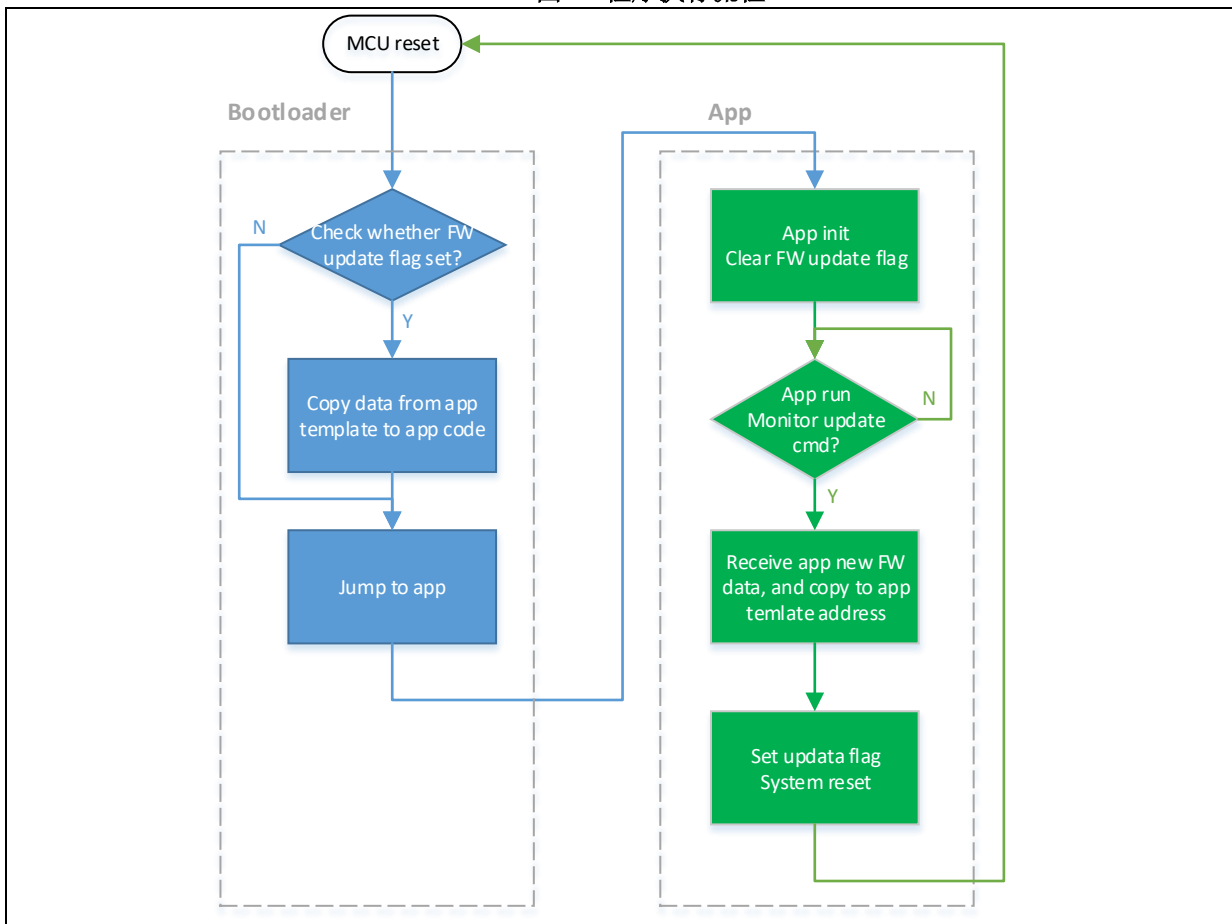 MCU reset
Bootloader
App
N
Check whether FW
update flag set?
Y
Copy data from app
template to app code
Jump to app
App init
Clear FW update flag
App run
Monitor update
cmd?
N
Y
Receive app new FW
data, and copy to app
temlate address
Set updata flag
System reset